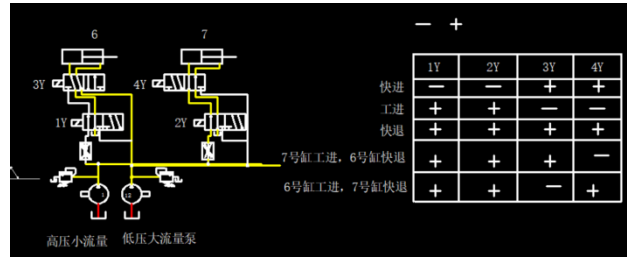 — +
6 7
1Y 2Y 3Y 4Y
3Y 4Y
快进 — — + +
1Y 2Y
工进 + + — —
快退 + + + +
7号缸工进，6号缸快退 + + + —
6号缸工进，7号缸快退 + + — +
1 12
高压小流量 低压大流量泵